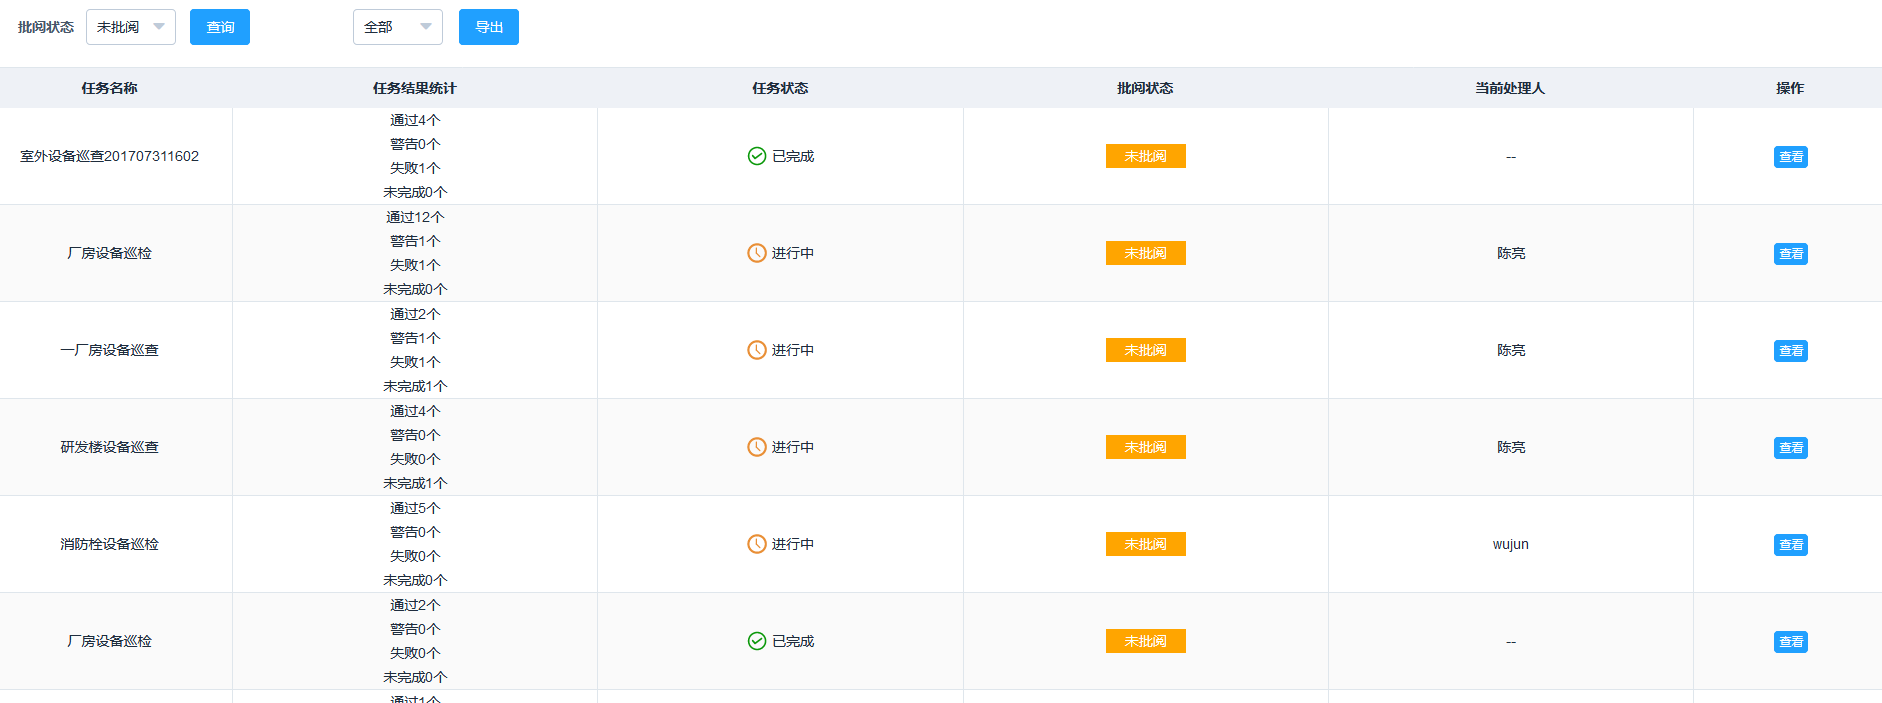 批阅状态 未批阅 查询 全部 导出
任务名称 任务结果统计 任务状态 批阅状态 当前处理人 操作
通过4个
警告0个
室外设备巡查201707311602 已完成 未批阅 -- 查看
失败1个
未完成0个
通过12个
警告1个
厂房设备巡检 进行中 未批阅 陈亮 查看
失败1个
未完成0个
通过2个
警告1个
一厂房设备巡查 进行中 未批阅 陈亮 查看
失败1个
未完成1个
通过4个
警告0个
研发楼设备巡查 进行中 未批阅 陈亮 查看
失败0个
未完成1个
通过5个
警告0个
消防栓设备巡检 进行中 未批阅 wujun 查看
失败0个
未完成0个
通过2个
警告0个
厂房设备巡检 已完成 未批阅 -- 查看
失败0个
未完成0个
通过1个